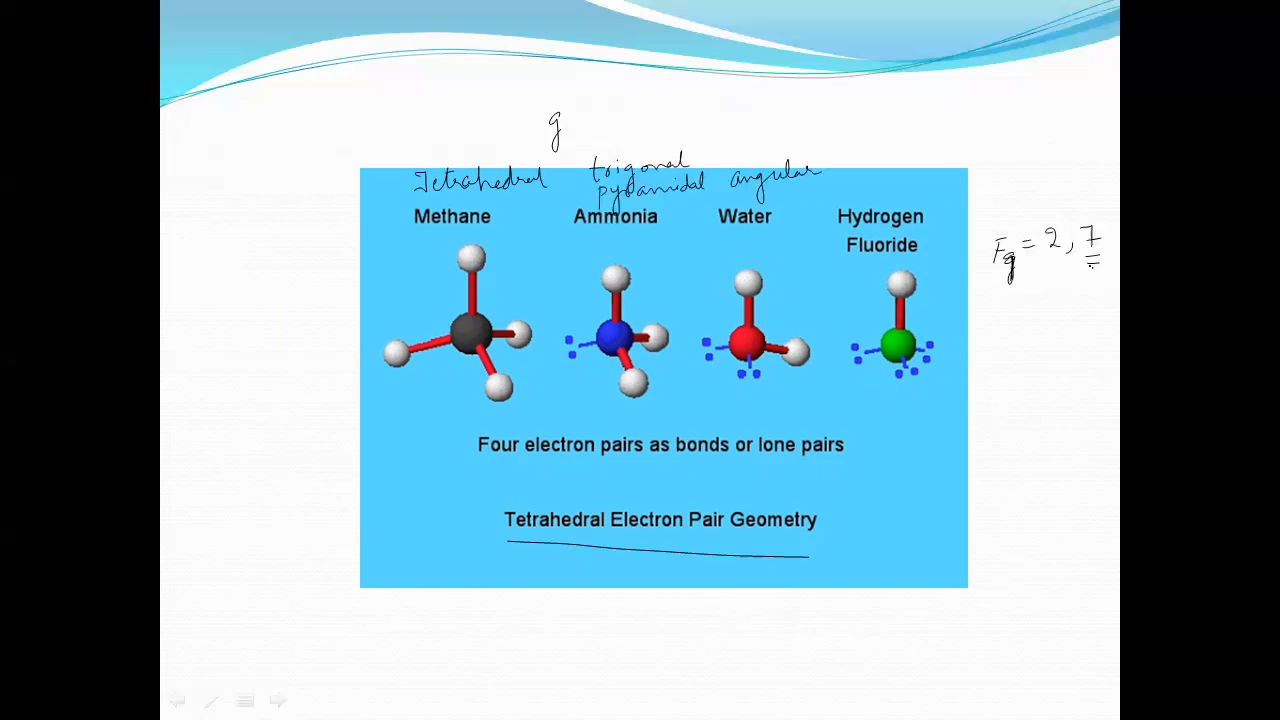 g
Tetrahedral trigonal pyramidal angular
Methane Ammonia Water Hydrogen Fluoride
F9 = 2, 7
Four electron pairs as bonds or lone pairs
Tetrahedral Electron Pair Geometry